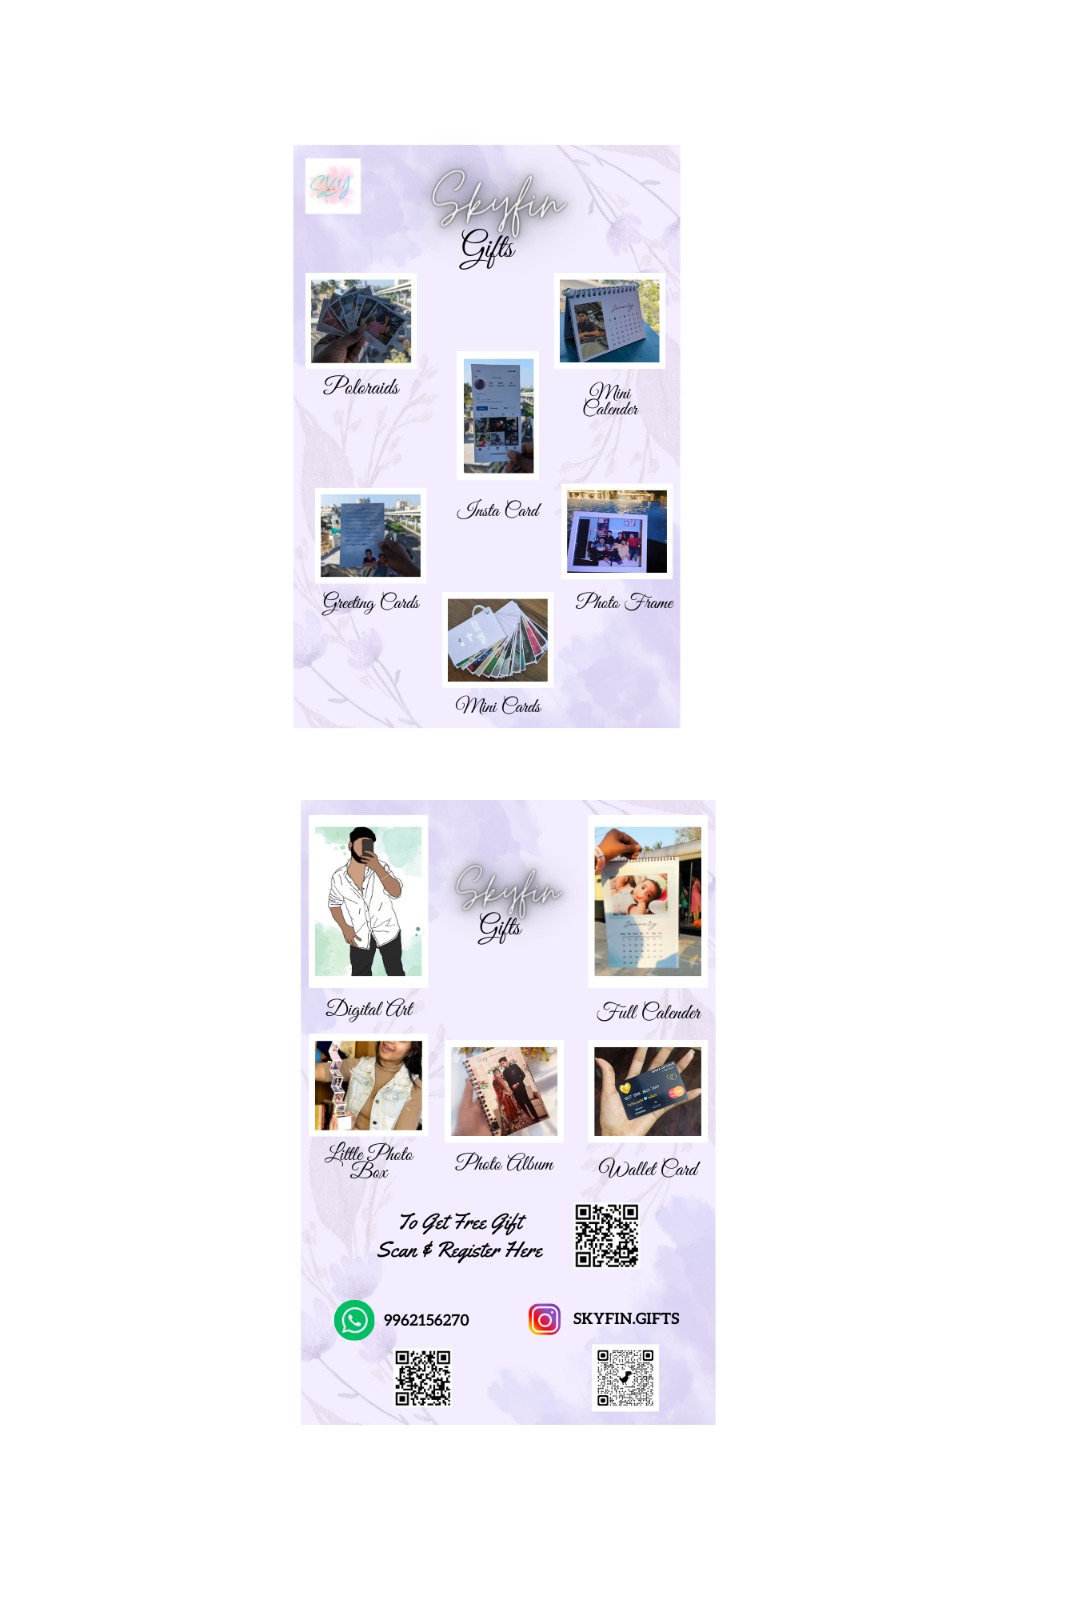 SKY
Skyfin
Gifts
Poloraids
Mini
Calender
Insta Card
Greeting Cards
Photo Frame
Mini Cards
Skyfin
Gifts
January
Digital Art
Full Calender
Little Photo
Box
Photo Album
Wallet Card
To Get Free Gift
Scan & Register Here
9962156270
SKYFIN.GIFTS